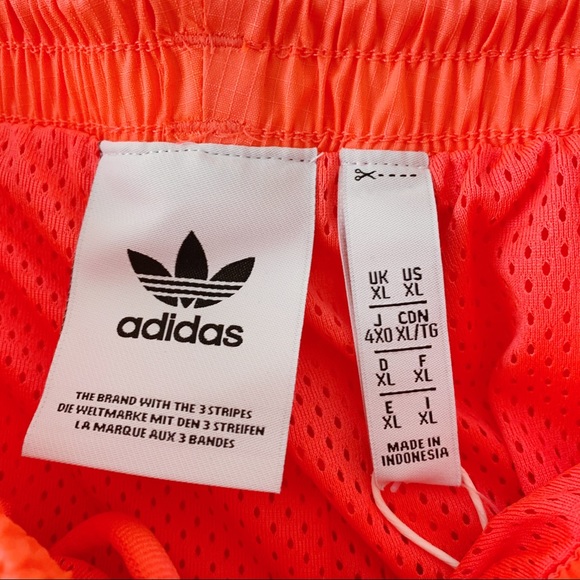 adidas
THE BRAND WITH THE 3 STRIPES
DIE WELTMARKE MIT DEN 3 STREIFEN
LA MARQUE AUX 3 BANDES
UK US
XL XL
J CDN
4XO XL/TG
D F
XL XL
E I
XL XL
MADE IN
INDONESIA